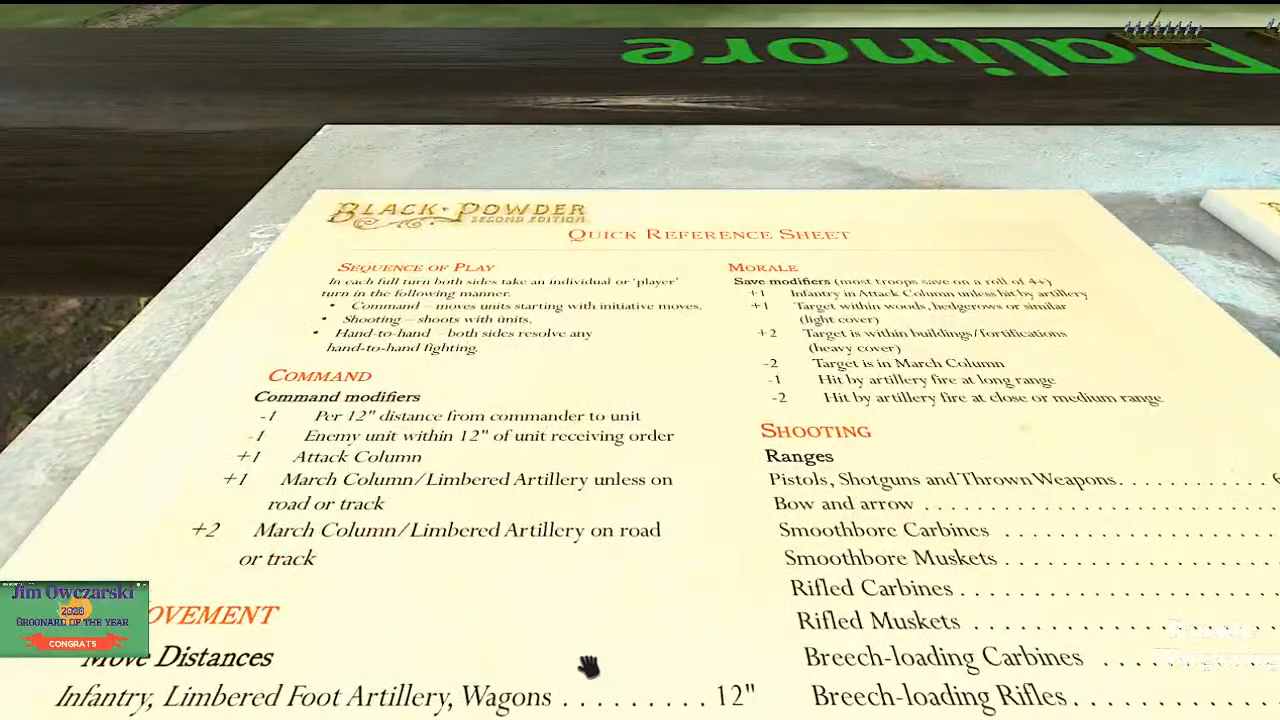 Dalinore
BLACK POWDER
SECOND EDITION
QUICK REFERENCE SHEET
SEQUENCE OF PLAY
In each full turn both sides take an individual or 'player'
turn in the following manner.
• Command – moves units starting with initiative moves.
• Shooting – shoots with units.
• Hand-to-hand – both sides resolve any
hand-to-hand fighting.
COMMAND
Command modifiers
-1 Per 12" distance from commander to unit
-1 Enemy unit within 12" of unit receiving order
+1 Attack Column
+1 March Column/Limbered Artillery unless on
road or track
+2 March Column/Limbered Artillery on road
or track
MOVEMENT
Move Distances
Infantry, Limbered Foot Artillery, Wagons . . . . . . . . . 12"
MORALE
Save modifiers (most troops save on a roll of 4+)
+1 Infantry in Attack Column unless hit by artillery
+1 Target within woods, hedgerows or similar
(light cover)
+2 Target is within buildings/fortifications
(heavy cover)
-2 Target is in March Column
-1 Hit by artillery fire at long range
-2 Hit by artillery fire at close or medium range
SHOOTING
Ranges
Pistols, Shotguns and Thrown Weapons. . . . . . . . . . . .
Bow and arrow . . . . . . . . . . . . . . . . . . . . . . . . .
Smoothbore Carbines . . . . . . . . . . . . . . . . . . .
Smoothbore Muskets . . . . . . . . . . . . . . . . . .
Rifled Carbines . . . . . . . . . . . . . . . . . . . .
Rifled Muskets . . . . . . . . . . . . . . . . . . .
Breech-loading Carbines . . . . . . . .
Breech-loading Rifles. . . . . . . . . .
Jim Owczarski
2020
GROGNARD OF THE YEAR
CONGRATS